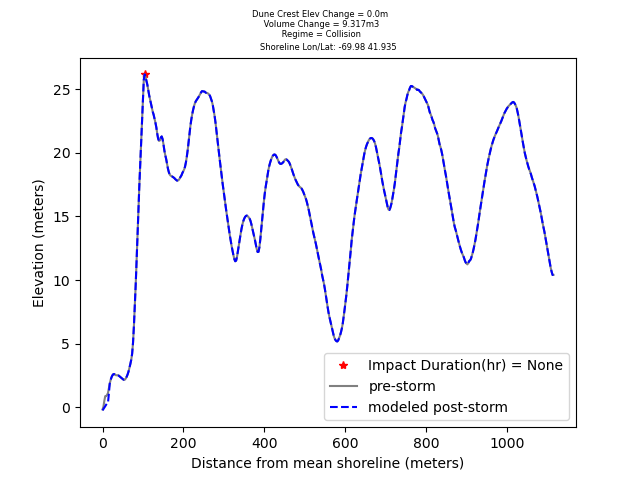 Dune Crest Elev Change = 0.0m
Volume Change = 9.317m3
Regime = Collision
Shoreline Lon/Lat: -69.98 41.935
25
20
15
10
5
0
Elevation (meters)
Impact Duration(hr) = None
pre-storm
modeled post-storm
0 200 400 600 800 1000
Distance from mean shoreline (meters)